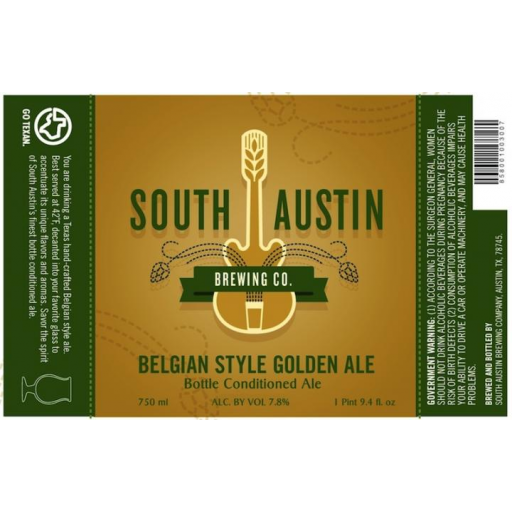 GO TEXAN.
You are drinking a Texas hand-crafted Belgian style ale.
Best served at 42°F, decanted into your favorite glass to
accentuate its unique flavors and aromas. Savor the spirit
of South Austin's finest bottle conditioned ale.
SOUTH AUSTIN
BREWING CO.
BELGIAN STYLE GOLDEN ALE
Bottle Conditioned Ale
750 ml ALC. BY VOL 7.8% 1 Pint 9.4 fl. oz
GOVERNMENT WARNING: (1) ACCORDING TO THE SURGEON GENERAL, WOMEN
SHOULD NOT DRINK ALCOHOLIC BEVERAGES DURING PREGNANCY BECAUSE OF THE
RISK OF BIRTH DEFECTS (2) CONSUMPTION OF ALCOHOLIC BEVERAGES IMPAIRS
YOUR ABILITY TO DRIVE A CAR OR OPERATE MACHINERY, AND MAY CAUSE HEALTH
PROBLEMS.
BREWED AND BOTTLED BY
SOUTH AUSTIN BREWING COMPANY, AUSTIN, TX, 78745.
856001003007